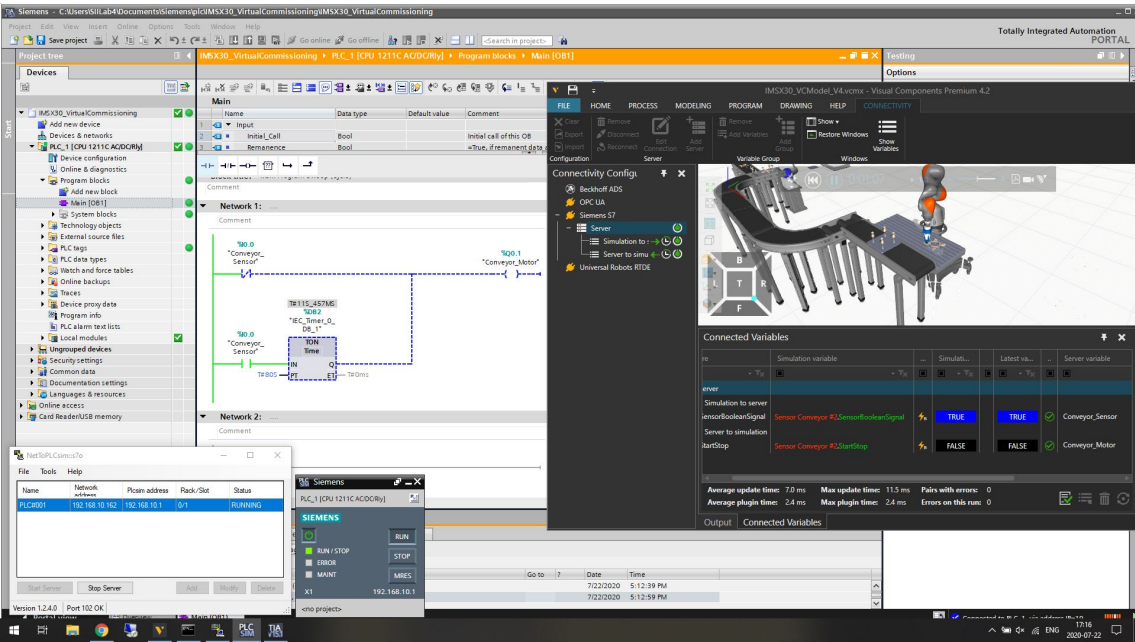 Siemens - C:\Users\SIILab4\Documents\Siemens\plc\IMSX30_VirtualCommissioning\IMSX30_VirtualCommissioning
Project Edit View Insert Online Options Tools Window Help
Save project
Go online Go offline
<Search in project>
Totally Integrated Automation
PORTAL
Project tree
IMSX30_VirtualCommissioning PLC_1 [CPU 1211C AC/DC/Rly] Program blocks Main [OB1]
Testing
Devices
Options
Start
IMSX30_VirtualCommissioning
Add new device
Devices & networks
PLC_1 [CPU 1211C AC/DC/Rly]
Device configuration
Online & diagnostics
Program blocks
Add new block
Main [OB1]
System blocks
Technology objects
External source files
PLC tags
PLC data types
Watch and force tables
Online backups
Traces
Device proxy data
Program info
PLC alarm text lists
Local modules
Ungrouped devices
Security settings
Common data
Documentation settings
Languages & resources
Online access
Card Reader/USB memory
Main
Name Data type Default value Comment
1 Input
2 Initial_Call Bool Initial call of this OB
3 Remanence Bool =True, if remanent data
Comment
Network 1:
Comment
%I0.0
"Conveyor_
Sensor"
%Q0.1
"Conveyor_Motor"
T#11S_457MS
%DB2
"IEC_Timer_0_
DB_1"
%I0.0
"Conveyor_
Sensor"
TON
Time
IN Q
T#80S PT ET T#0ms
Network 2:
Comment
IMSX30_VCModel_V4.vcmx - Visual Components Premium 4.2
FILE HOME PROCESS MODELING PROGRAM DRAWING HELP CONNECTIVITY
Clear
Export
Import
Remove
Disconnect
Reconnect
Edit
Connection
Add
Server
Remove
Add Variables
Add
Group
Show
Restore Windows
Show
Variables
Configuration Server Variable Group Windows
Connectivity Configu
Beckhoff ADS
OPC UA
Siemens S7
Server
Simulation to
Server to simu
Universal Robots RTDE
B
L T R
F
Connected Variables
Simulation variable ... Simulati... Latest va... Server variable
Simulation to server
SensorBooleanSignal Sensor Conveyor #2.SensorBooleanSignal TRUE TRUE Conveyor_Sensor
Server to simulation
StartStop Sensor Conveyor #2.StartStop FALSE FALSE Conveyor_Motor
Average update time: 7.0 ms Max update time: 11.5 ms Pairs with errors: 0
Average plugin time: 2.4 ms Max plugin time: 2.4 ms Errors on this run: 0
Output Connected Variables
NetToPLCsim::s7o
File Tools Help
Name Network address Plcsim address Rack/Slot Status
PLC#001 192.168.10.162 192.168.10.1 0/1 RUNNING
Start Server Stop Server Add Modify Delete
Version 1.2.4.0 Port 102 OK
Siemens
PLC_1 [CPU 1211C AC/DC/Rly]
SIEMENS
RUN
RUN / STOP
STOP
ERROR
MAINT
MRES
X1 192.168.10.1
<no project>
Go to ? Date Time
7/22/2020 5:12:39 PM
7/22/2020 5:12:59 PM
Portal view
Main [OB1]
PLC
SIM
TIA
V15
ENG
17:16
2020-07-22